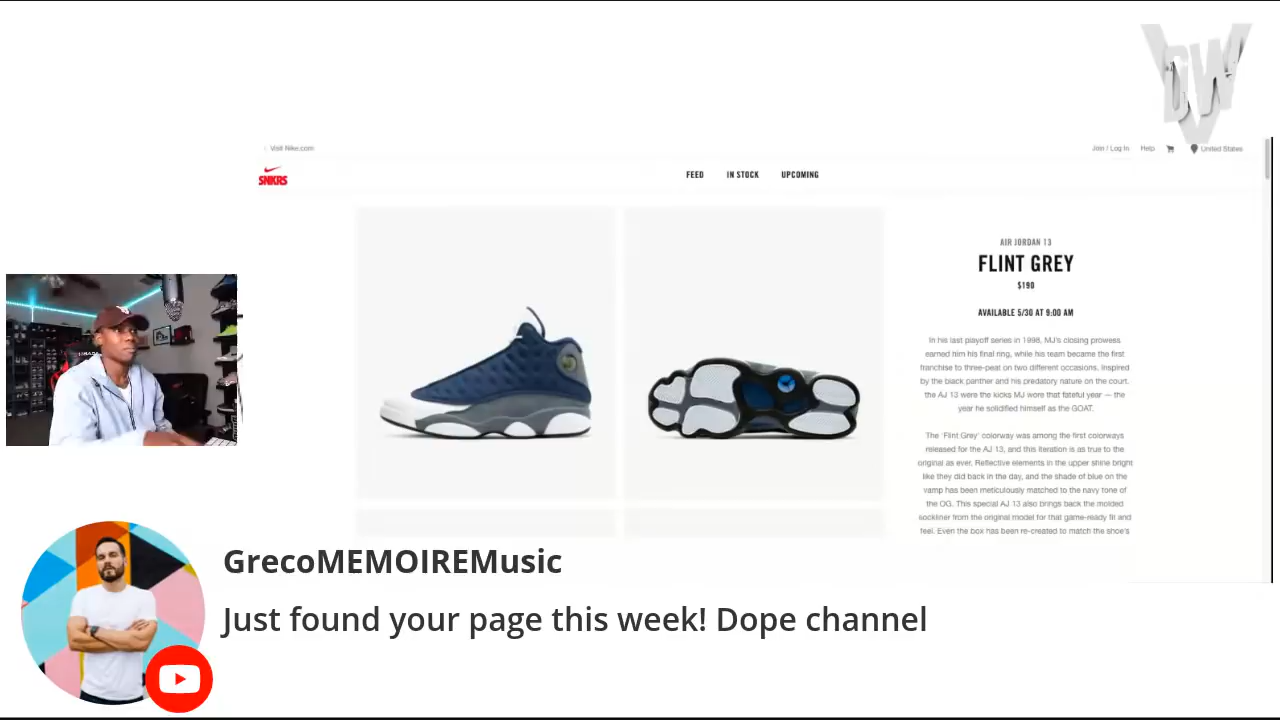 DW
Visit Nike.com
Join / Log In Help United States
SNKRS
FEED IN STOCK UPCOMING
AIR JORDAN 13
FLINT GREY
$190
AVAILABLE 5/30 AT 9:00 AM
In his last playoff series in 1998, MJ's closing prowess
earned him his final ring, while his team became the first
franchise to three-peat on two different occasions. Inspired
by the black panther and his predatory nature on the court,
the AJ 13 were the kicks MJ wore that fateful year — the
year he solidified himself as the GOAT.
The 'Flint Grey' colorway was among the first colorways
released for the AJ 13, and this iteration is as true to the
original as ever. Reflective elements in the upper shine bright
like they did back in the day, and the shade of blue on the
vamp has been meticulously matched to the navy tone of
the OG. This special AJ 13 also brings back the molded
sockliner from the original model for that game-ready fit and
feel. Even the box has been re-created to match the shoe's
GrecoMEMOIREMusic
Just found your page this week! Dope channel